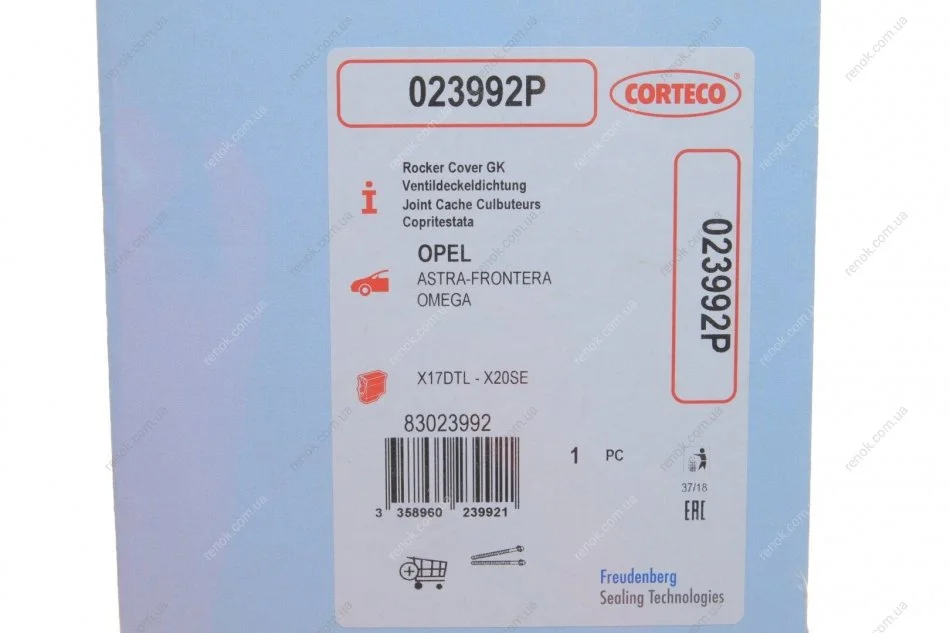 023992P
CORTECO®
Rocker Cover GK
Ventildeckeldichtung
Joint Cache Culbuteurs
Copritestata
OPEL
ASTRA-FRONTERA
OMEGA
023992P
X17DTL - X20SE
83023992
3 358960 239921
1 PC
37/18
EAC
Freudenberg
Sealing Technologies
renok.com.ua